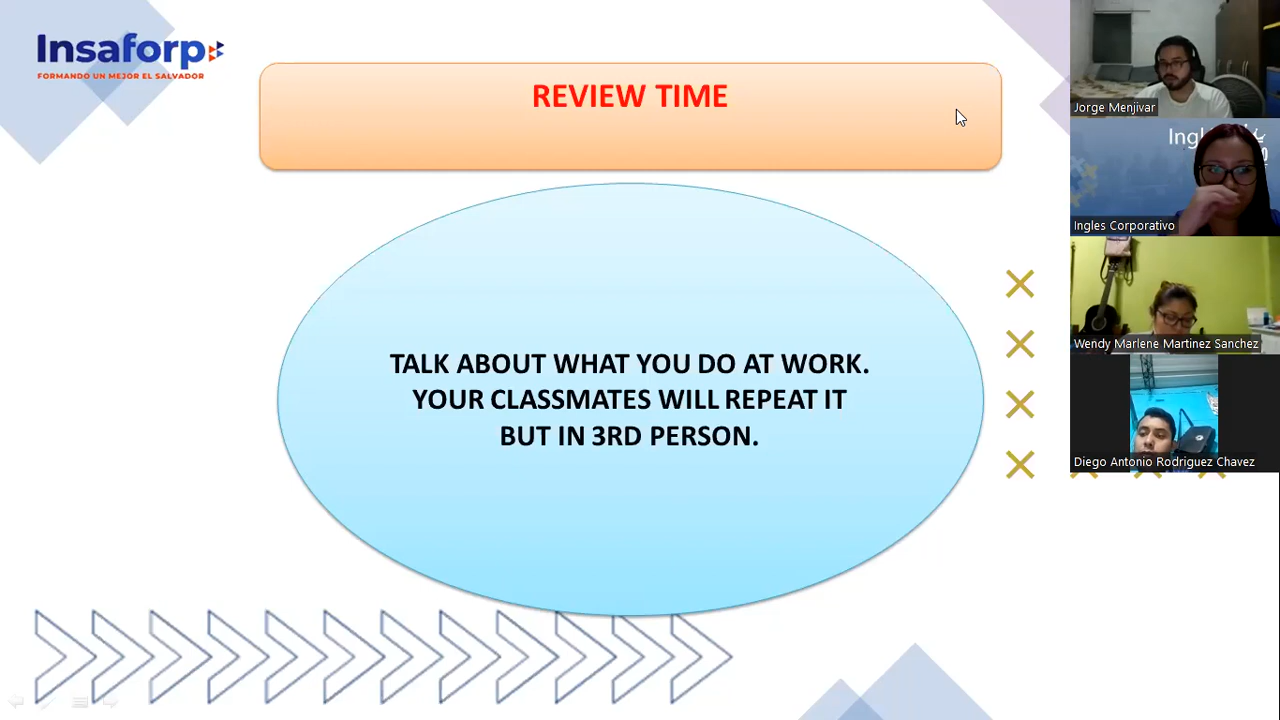 Insaforp
FORMANDO UN MEJOR EL SALVADOR
REVIEW TIME
TALK ABOUT WHAT YOU DO AT WORK.
YOUR CLASSMATES WILL REPEAT IT
BUT IN 3RD PERSON.
Jorge Menjivar
Ingles Corporativo
Wendy Marlene Martinez Sanchez
Diego Antonio Rodriguez Chavez